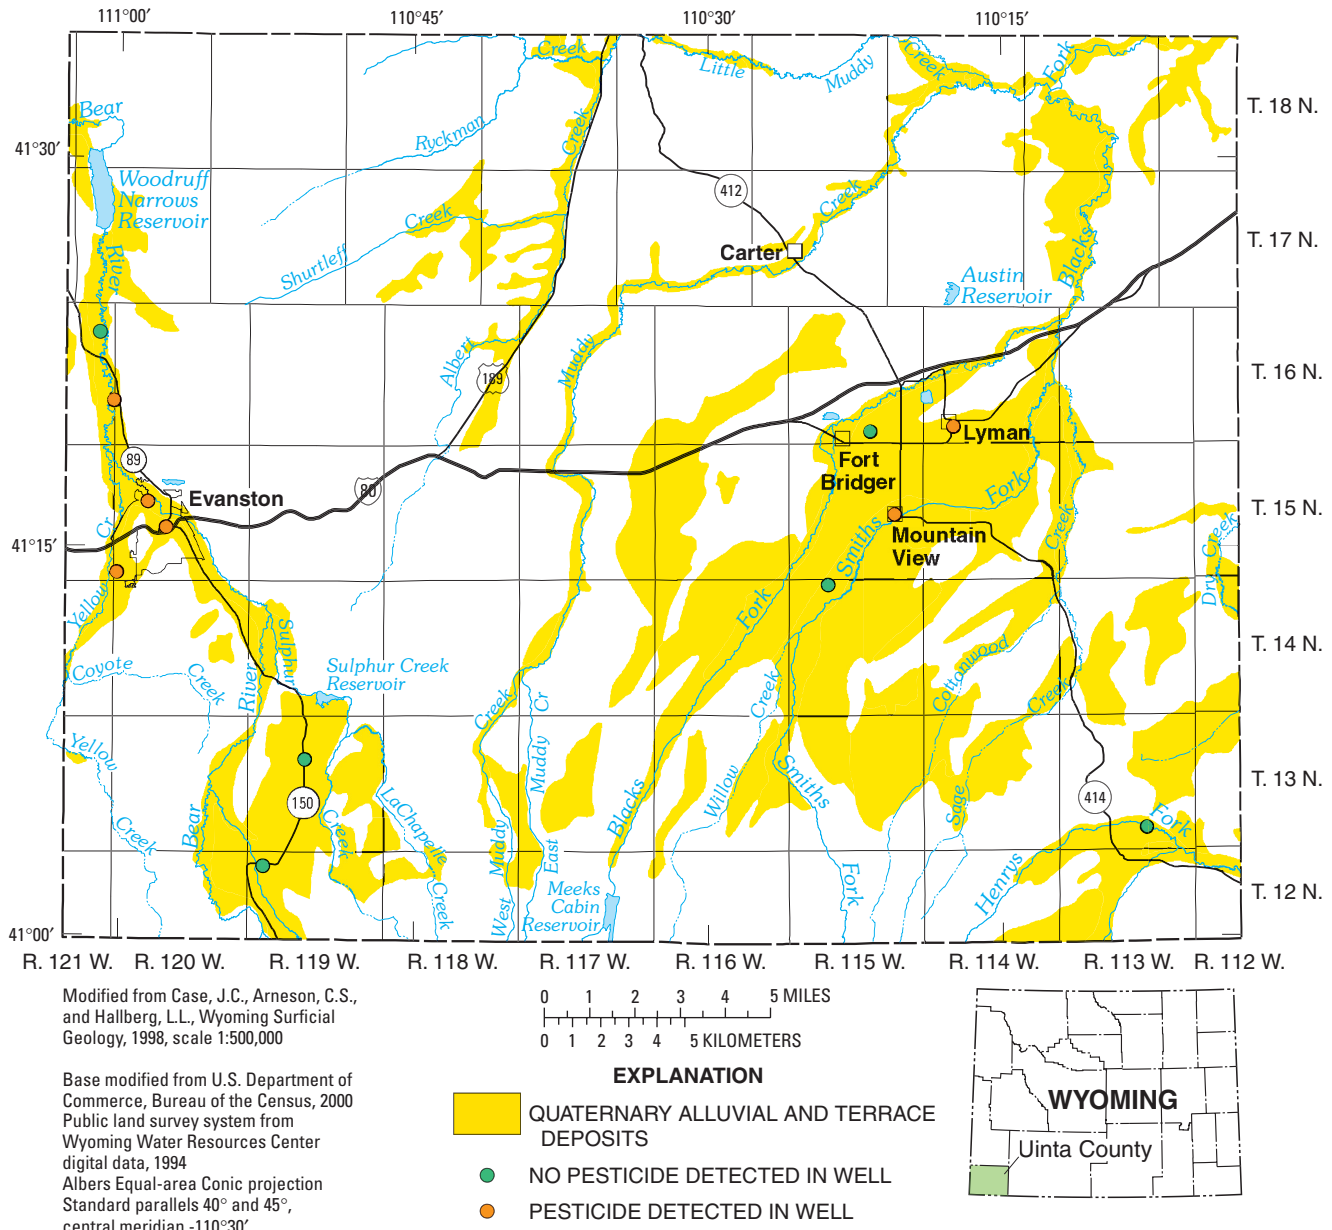 111°00′
110°45′
110°30′
110°15′
Creek
Little
Muddy
Creek
Fork
T. 18 N.
Bear
Ryckman
Creek
41°30′
Woodruff
Narrows
Reservoir
412
Creek
Creek
Shurtleff
Carter
T. 17 N.
River
Blacks
Austin
Reservoir
Albert
Muddy
189
T. 16 N.
Lyman
89
Fort
Bridger
80
Evanston
Fork
T. 15 N.
Cr
Smiths
Creek
Mountain
View
41°15′
Dry Creek
Yellow
Fork
Sulphur
Coyote
Creek
River
Sulphur Creek
Reservoir
Cottonwood
T. 14 N.
Creek
Creek
Creek
Cr
Yellow
Muddy
Willow
Smiths
T. 13 N.
150
414
Blacks
Sage
Bear
LaChapelle
Creek
Creek
Muddy
Fork
East
Fork
Henrys
T. 12 N.
Creek
West
Meeks
Cabin
Reservoir
41°00′
R. 121 W. R. 120 W. R. 119 W. R. 118 W. R. 117 W. R. 116 W. R. 115 W. R. 114 W. R. 113 W. R. 112 W.
Modified from Case, J.C., Arneson, C.S.,
and Hallberg, L.L., Wyoming Surficial
Geology, 1998, scale 1:500,000
Base modified from U.S. Department of
Commerce, Bureau of the Census, 2000
Public land survey system from
Wyoming Water Resources Center
digital data, 1994
Albers Equal-area Conic projection
Standard parallels 40° and 45°,
central meridian -110°30′
0 1 2 3 4 5 MILES
0 1 2 3 4 5 KILOMETERS
EXPLANATION
QUATERNARY ALLUVIAL AND TERRACE
DEPOSITS
NO PESTICIDE DETECTED IN WELL
PESTICIDE DETECTED IN WELL
WYOMING
Uinta County